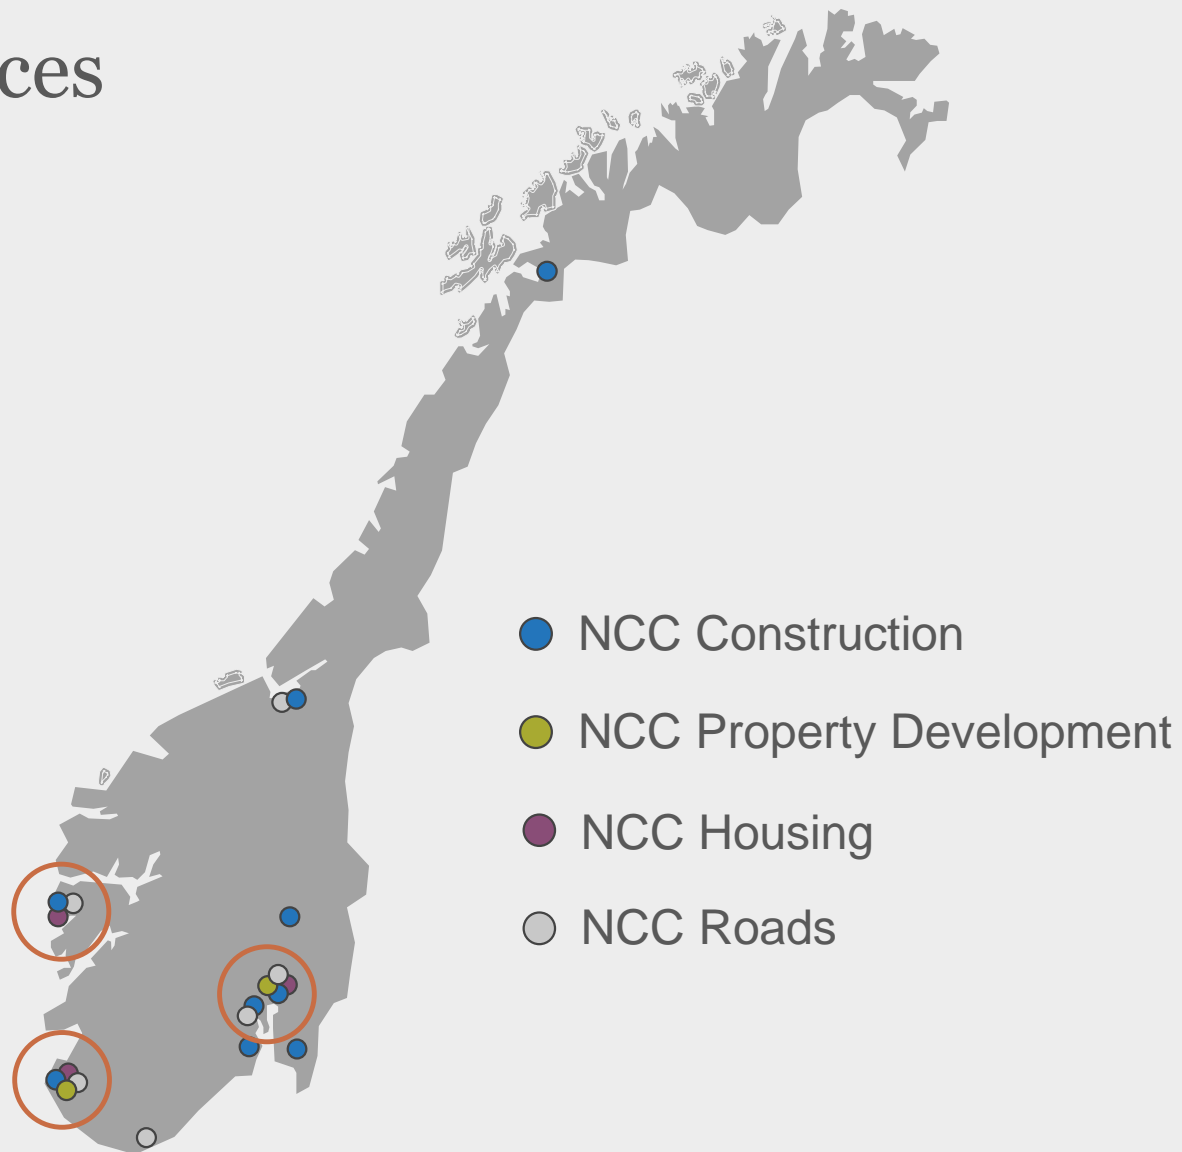 ces
NCC Construction
NCC Property Development
NCC Housing
NCC Roads